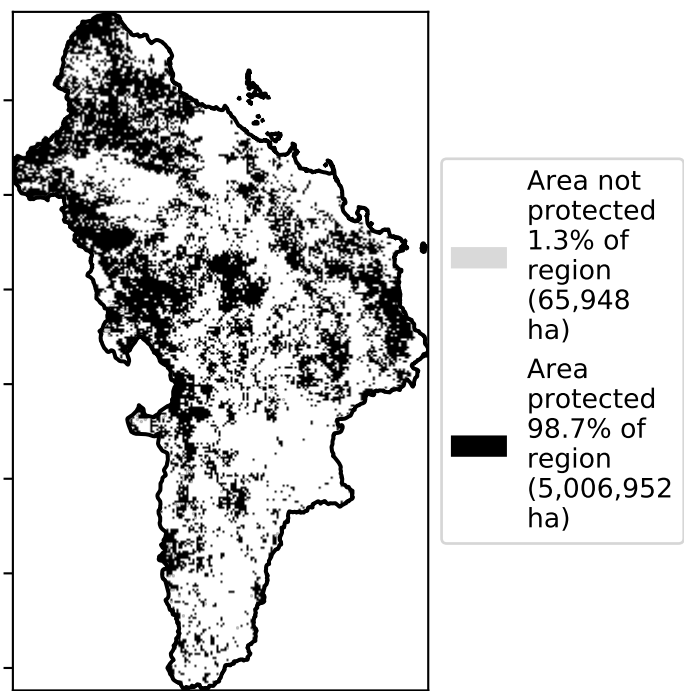 Area not
protected
1.3% of
region
(65,948
ha)
Area
protected
98.7% of
region
(5,006,952
ha)